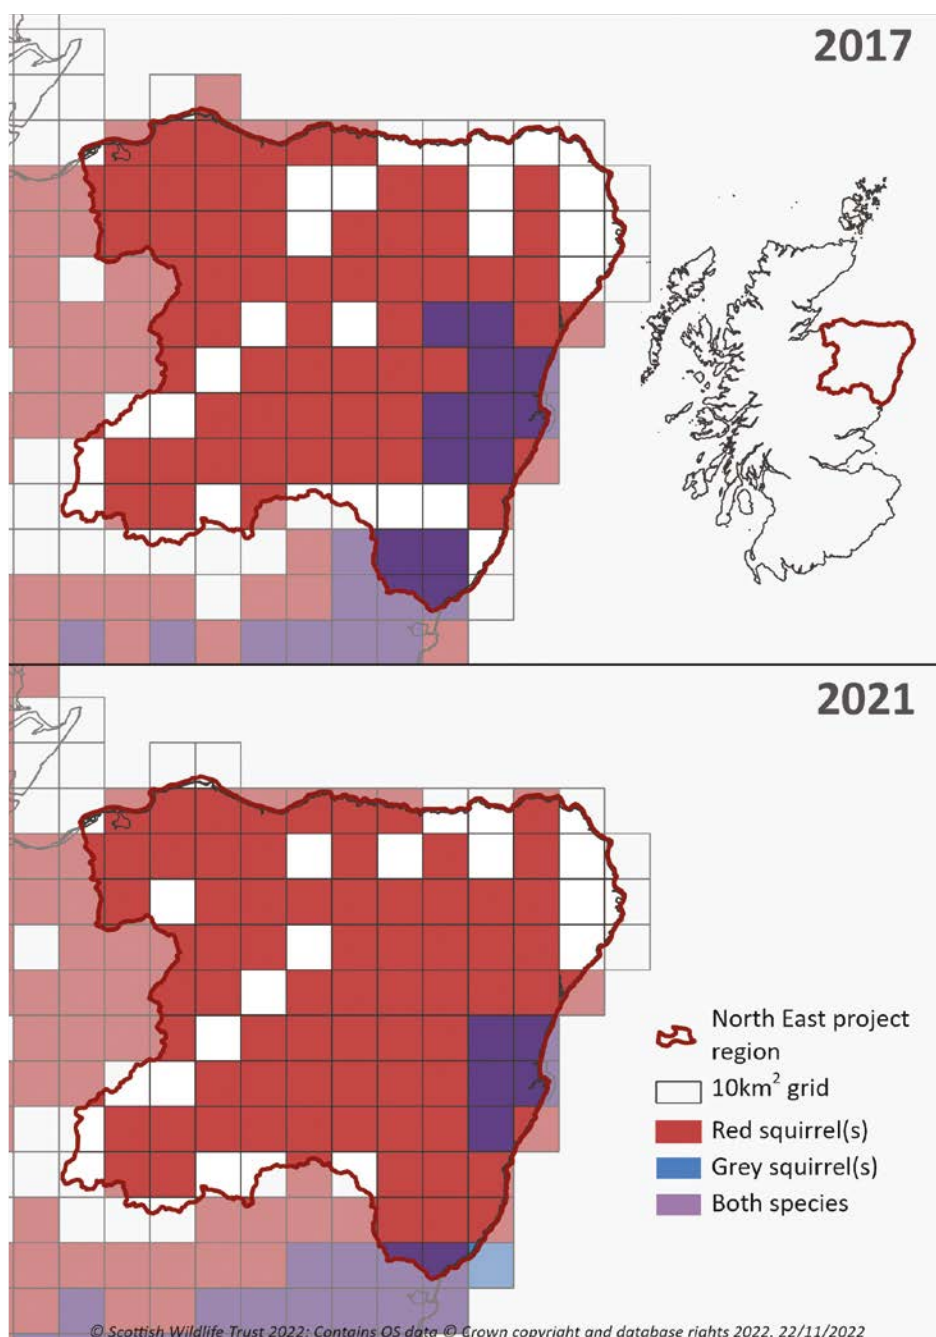 2017
2021
North East project
region
10km² grid
Red squirrel(s)
Grey squirrel(s)
Both species
© Scottish Wildlife Trust 2022; Contains OS data © Crown copyright and database rights 2022, 22/11/2022